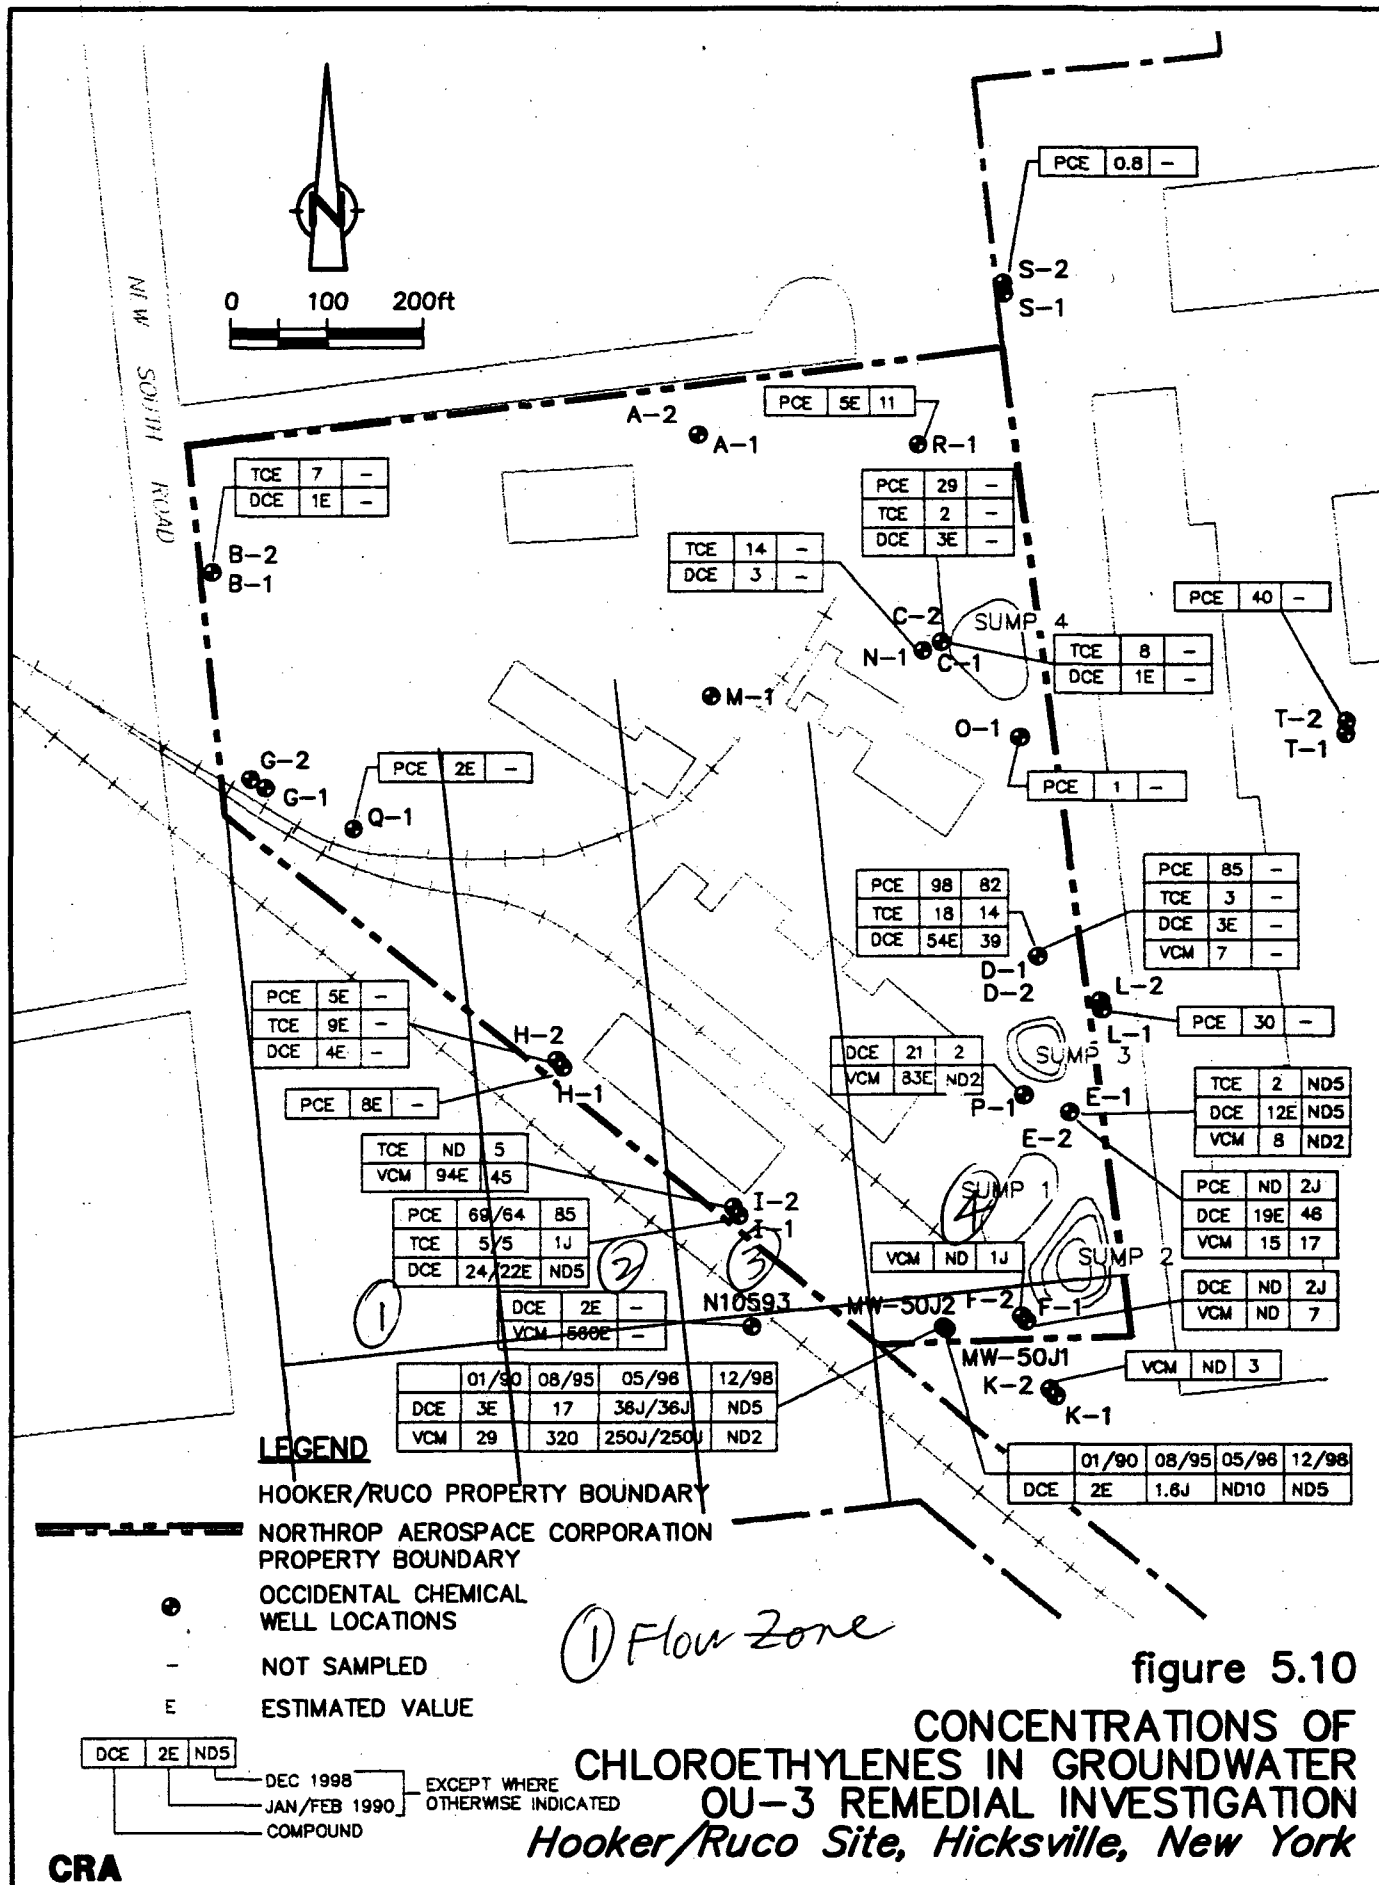 PCE 0.8 -
S-2
S-1
0 100 200ft
NEW SOUTH ROAD
A-2
A-1
PCE 5E 11
R-1
TCE 7 -
DCE 1E -
B-2
B-1
PCE 29 -
TCE 2 -
DCE 3E -
TCE 14 -
DCE 3 -
C-2
SUMP 4
N-1
C-1
TCE 8 -
DCE 1E -
PCE 40 -
M-1
T-2
T-1
O-1
PCE 1 -
G-2
G-1
PCE 2E -
Q-1
PCE 98 82
TCE 18 14
DCE 54E 39
PCE 85 -
TCE 3 -
DCE 3E -
VCM 7 -
D-1
D-2
L-2
L-1
PCE 30 -
PCE 5E -
TCE 9E -
DCE 4E -
H-2
H-1
PCE 8E -
DCE 21 2
VCM 83E ND2
SUMP 3
P-1
E-1
E-2
TCE 2 ND5
DCE 12E ND5
VCM 8 ND2
TCE ND 5
VCM 94E 45
PCE 69/64 85
TCE 5/5 1J
DCE 24/22E ND5
I-2
I-1
SUMP 1
PCE ND 2J
DCE 19E 46
VCM 15 17
VCM ND 1J
SUMP 2
DCE ND 2J
VCM ND 7
1
2
3
4
DCE 2E -
VCM 560E -
N10593
MW-50J2
F-2
F-1
MW-50J1
K-2
K-1
VCM ND 3
01/90 08/95 05/96 12/98
DCE 3E 17 36J/36J ND5
VCM 29 320 250J/250J ND2
01/90 08/95 05/96 12/98
DCE 2E 1.6J ND10 ND5
LEGEND
HOOKER/RUCO PROPERTY BOUNDARY
NORTHROP AEROSPACE CORPORATION
PROPERTY BOUNDARY
OCCIDENTAL CHEMICAL
WELL LOCATIONS
- NOT SAMPLED
E ESTIMATED VALUE
DCE 2E ND5
DEC 1998
JAN/FEB 1990
COMPOUND
EXCEPT WHERE
OTHERWISE INDICATED
1 Flow Zone
figure 5.10
CONCENTRATIONS OF
CHLOROETHYLENES IN GROUNDWATER
OU-3 REMEDIAL INVESTIGATION
Hooker/Ruco Site, Hicksville, New York
CRA